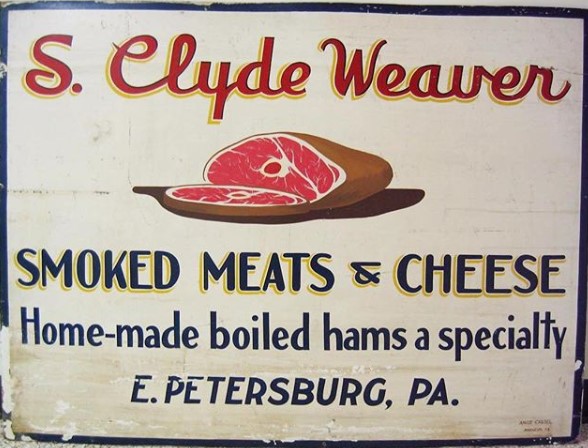 S. Clyde Weaver
SMOKED MEATS & CHEESE
Home-made boiled hams a specialty
E. PETERSBURG, PA.